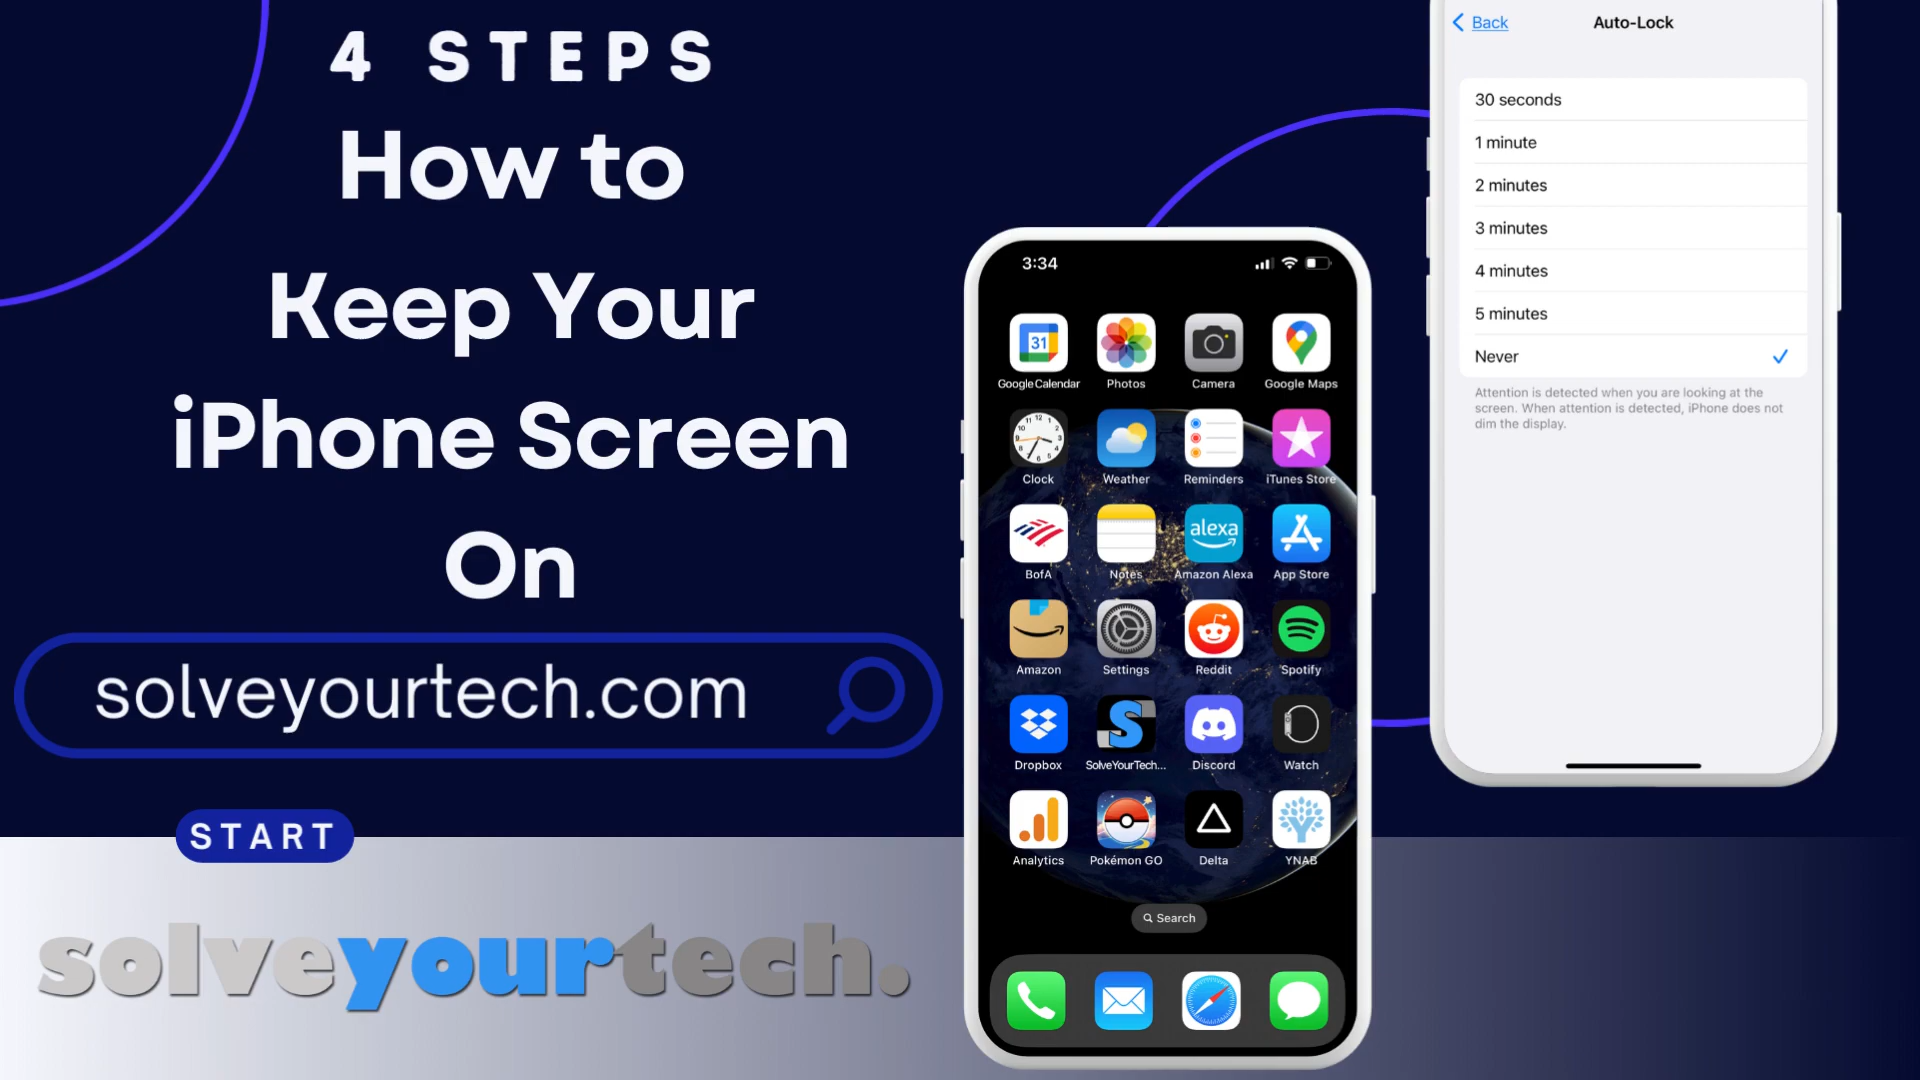 4 STEPS
How to
Keep Your
iPhone Screen
On
solveyourtech.com
START
solveyourtech.
3:34
31
Google Calendar
Photos
Camera
Google Maps
Clock
Weather
Reminders
iTunes Store
alexa
BofA
Notes
Amazon Alexa
App Store
Amazon
Settings
Reddit
Spotify
S
Dropbox
SolveYourTech...
Discord
Watch
Analytics
Pokémon GO
Delta
YNAB
Search
Back
Auto-Lock
30 seconds
1 minute
2 minutes
3 minutes
4 minutes
5 minutes
Never
Attention is detected when you are looking at the
screen. When attention is detected, iPhone does not
dim the display.